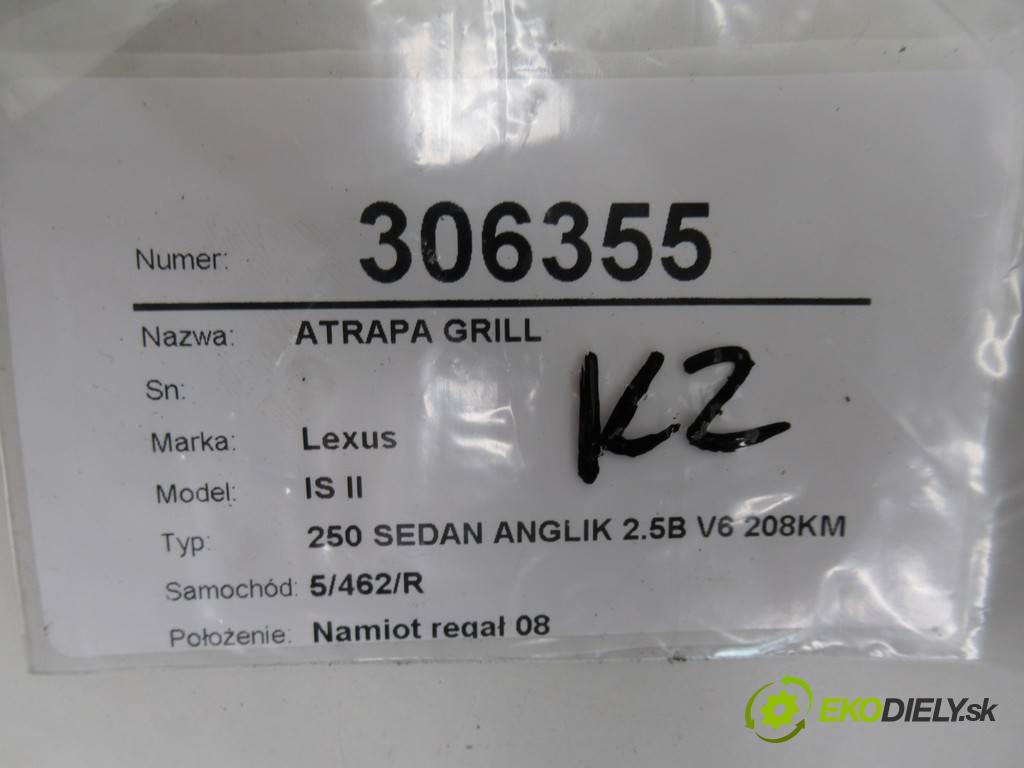 Numer: 306355
Nazwa: ATRAPA GRILL
Sn:
K2
Marka: Lexus
Model: IS II
Typ: 250 SEDAN ANGLIK 2.5B V6 208KM
Samochód: 5/462/R
Położenie: Namiot regał 08
EKODIELY.sk